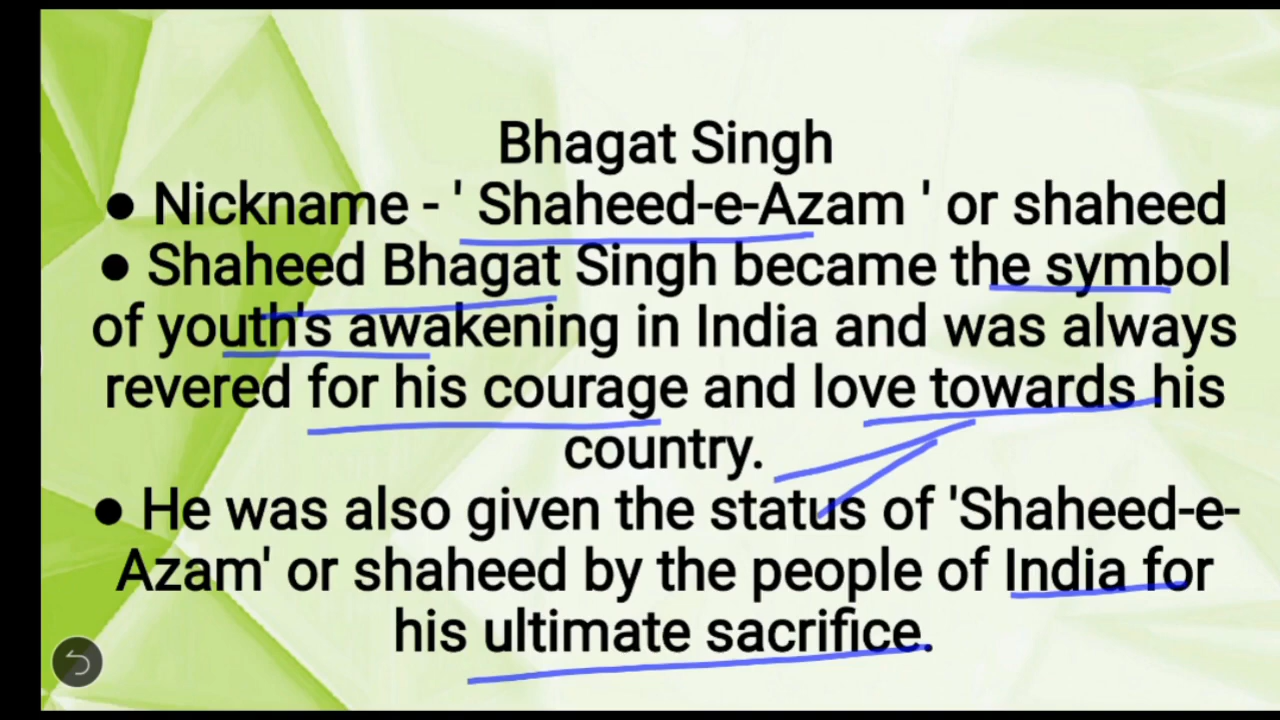 Bhagat Singh
● Nickname - ' Shaheed-e-Azam ' or shaheed
● Shaheed Bhagat Singh became the symbol
of youth's awakening in India and was always
revered for his courage and love towards his
country.
● He was also given the status of 'Shaheed-e-
Azam' or shaheed by the people of India for
his ultimate sacrifice.